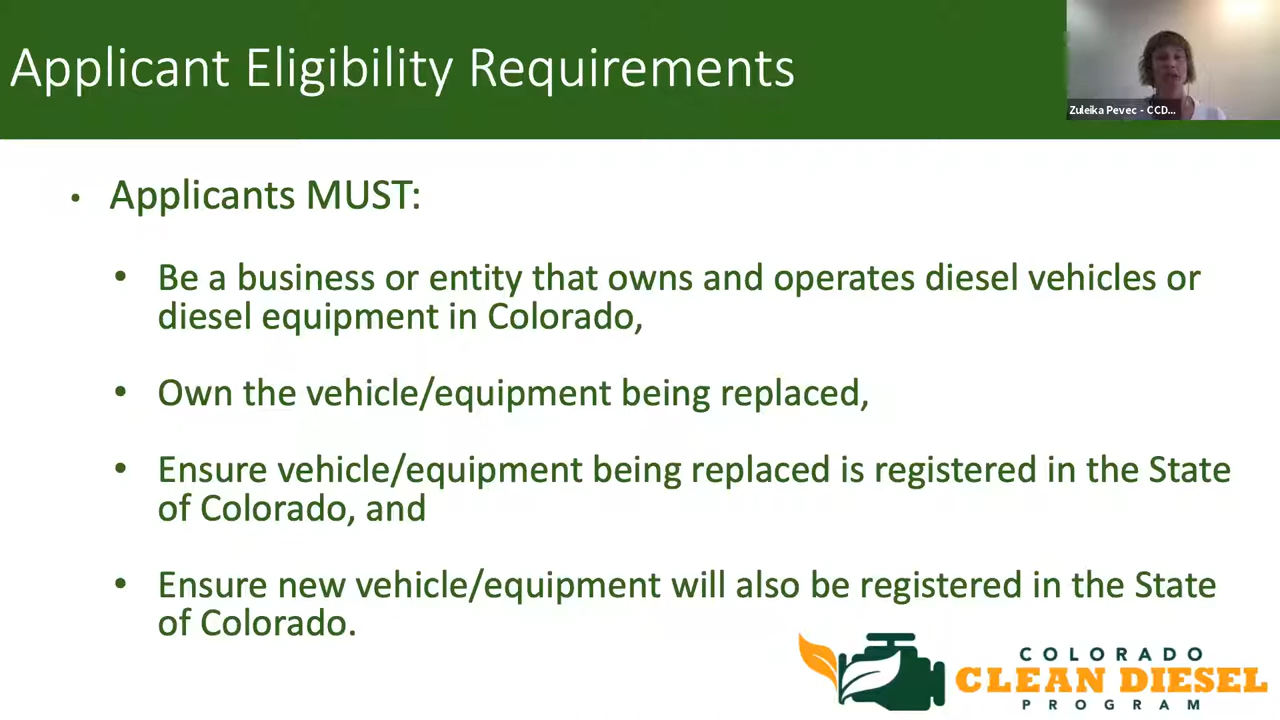 Applicant Eligibility Requirements
Zuleika Pevec - CCD...
• Applicants MUST:
• Be a business or entity that owns and operates diesel vehicles or
diesel equipment in Colorado,
• Own the vehicle/equipment being replaced,
• Ensure vehicle/equipment being replaced is registered in the State
of Colorado, and
• Ensure new vehicle/equipment will also be registered in the State
of Colorado.
COLORADO
CLEAN DIESEL
PROGRAM